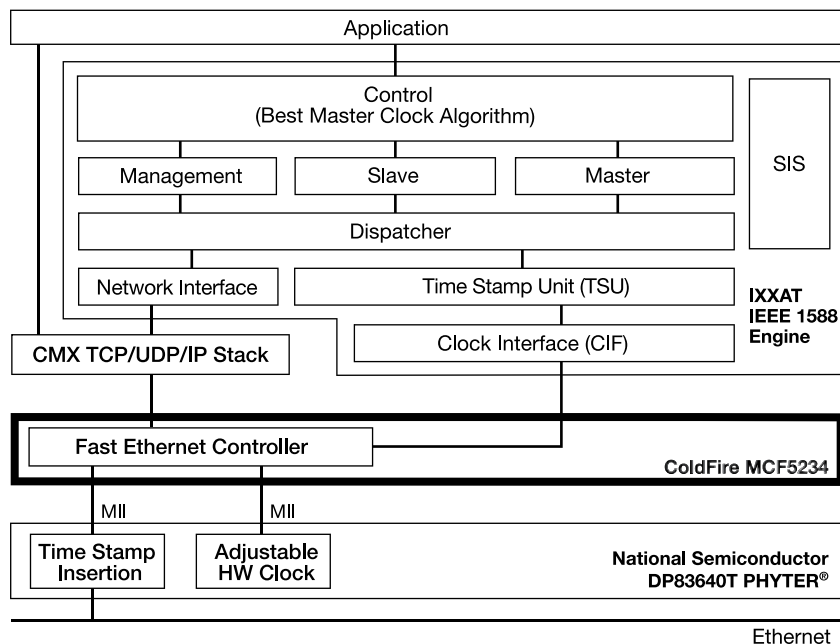 Application
Control
(Best Master Clock Algorithm)
SIS
Management
Slave
Master
Dispatcher
Network Interface
Time Stamp Unit (TSU)
IXXAT
IEEE 1588
Engine
CMX TCP/UDP/IP Stack
Clock Interface (CIF)
Fast Ethernet Controller
ColdFire MCF5234
MII
MII
Time Stamp
Insertion
Adjustable
HW Clock
National Semiconductor
DP83640T PHYTER®
Ethernet